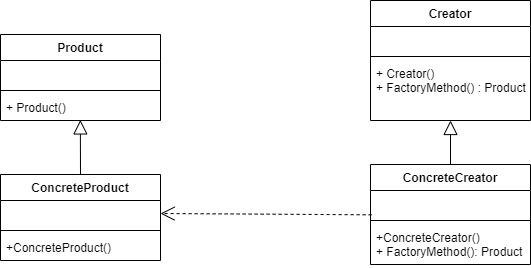 Product
+ Product()
ConcreteProduct
+ConcreteProduct()
Creator
+ Creator()
+ FactoryMethod() : Product
ConcreteCreator
+ConcreteCreator()
+ FactoryMethod(): Product